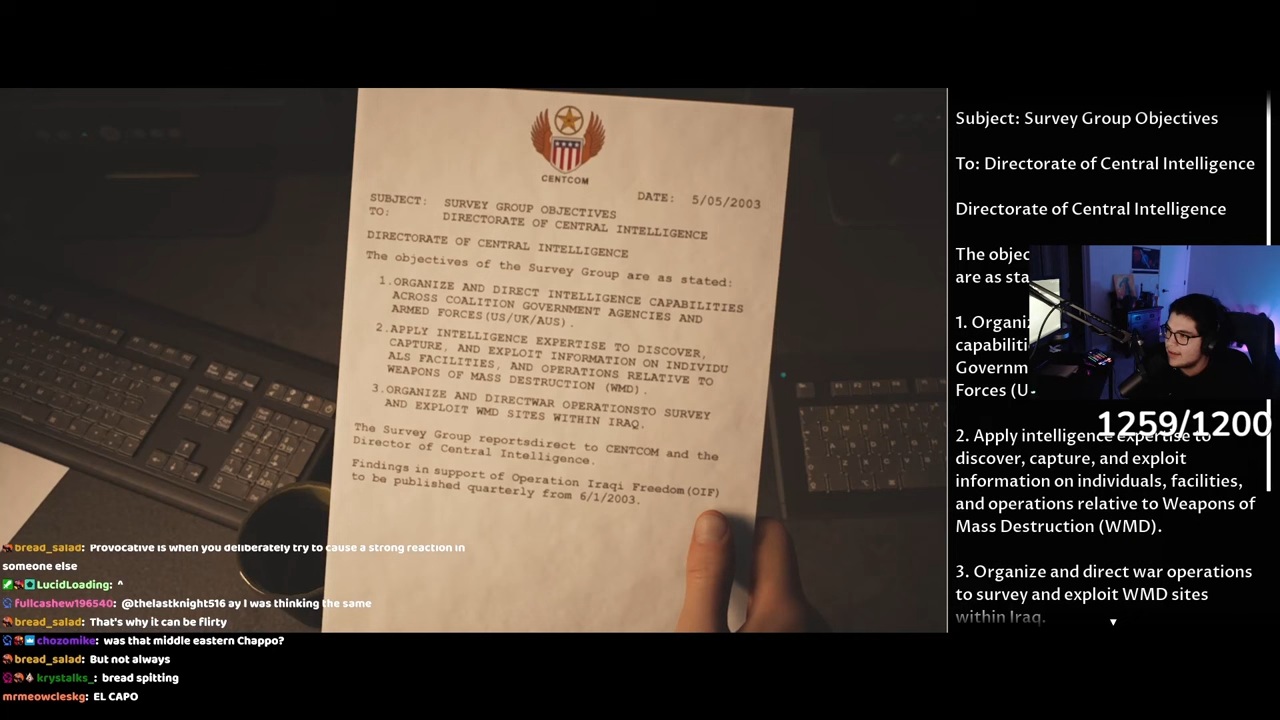 CENTCOM
DATE: 5/05/2003
SUBJECT: SURVEY GROUP OBJECTIVES
TO: DIRECTORATE OF CENTRAL INTELLIGENCE
DIRECTORATE OF CENTRAL INTELLIGENCE
The objectives of the Survey Group are as stated:
1.ORGANIZE AND DIRECT INTELLIGENCE CAPABILITIES
ACROSS COALITION GOVERNMENT AGENCIES AND
ARMED FORCES(US/UK/AUS).
2.APPLY INTELLIGENCE EXPERTISE TO DISCOVER,
CAPTURE, AND EXPLOIT INFORMATION ON INDIVIDU
ALS FACILITIES, AND OPERATIONS RELATIVE TO
WEAPONS OF MASS DESTRUCTION (WMD).
3.ORGANIZE AND DIRECTWAR OPERATIONSTO SURVEY
AND EXPLOIT WMD SITES WITHIN IRAQ.
The Survey Group reportsdirect to CENTCOM and the
Director of Central Intelligence.
Findings in support of Operation Iraqi Freedom(OIF)
to be published quarterly from 6/1/2003.
bread_salad: Provocative is when you deliberately try to cause a strong reaction in
someone else
LucidLoading: ^
fullcashew196540: @thelastknight516 ay I was thinking the same
bread_salad: That's why it can be flirty
chozomike: was that middle eastern Chappo?
bread_salad: But not always
krystalks_: bread spitting
mrmeowcleskg: EL CAPO
Subject: Survey Group Objectives
To: Directorate of Central Intelligence
Directorate of Central Intelligence
The objec
are as sta
1. Organiz
capabiliti
Governm
Forces (U
1259/1200
2. Apply intelligence expertise to
discover, capture, and exploit
information on individuals, facilities,
and operations relative to Weapons of
Mass Destruction (WMD).
3. Organize and direct war operations
to survey and exploit WMD sites
within Iraq.